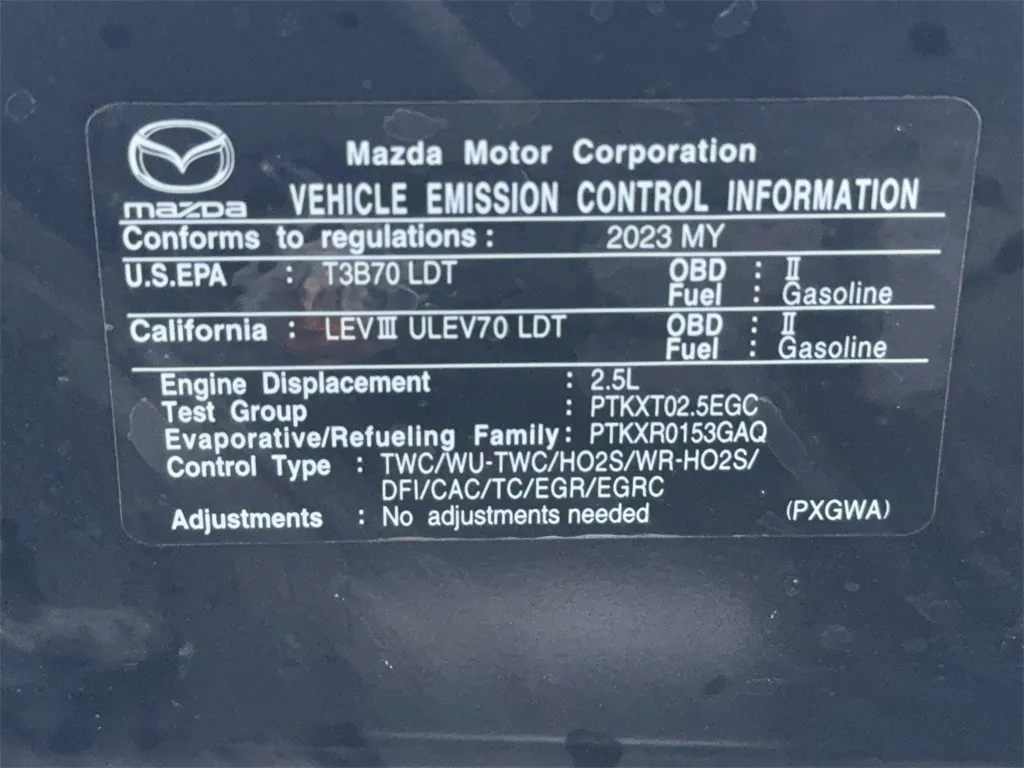 Mazda Motor Corporation
mazda VEHICLE EMISSION CONTROL INFORMATION
Conforms to regulations : 2023 MY
U.S.EPA : T3B70 LDT OBD : II
Fuel : Gasoline
California : LEVIII ULEV70 LDT OBD : II
Fuel : Gasoline
Engine Displacement : 2.5L
Test Group : PTKXT02.5EGC
Evaporative/Refueling Family: PTKXR0153GAQ
Control Type : TWC/WU-TWC/HO2S/WR-HO2S/
DFI/CAC/TC/EGR/EGRC
Adjustments : No adjustments needed (PXGWA)